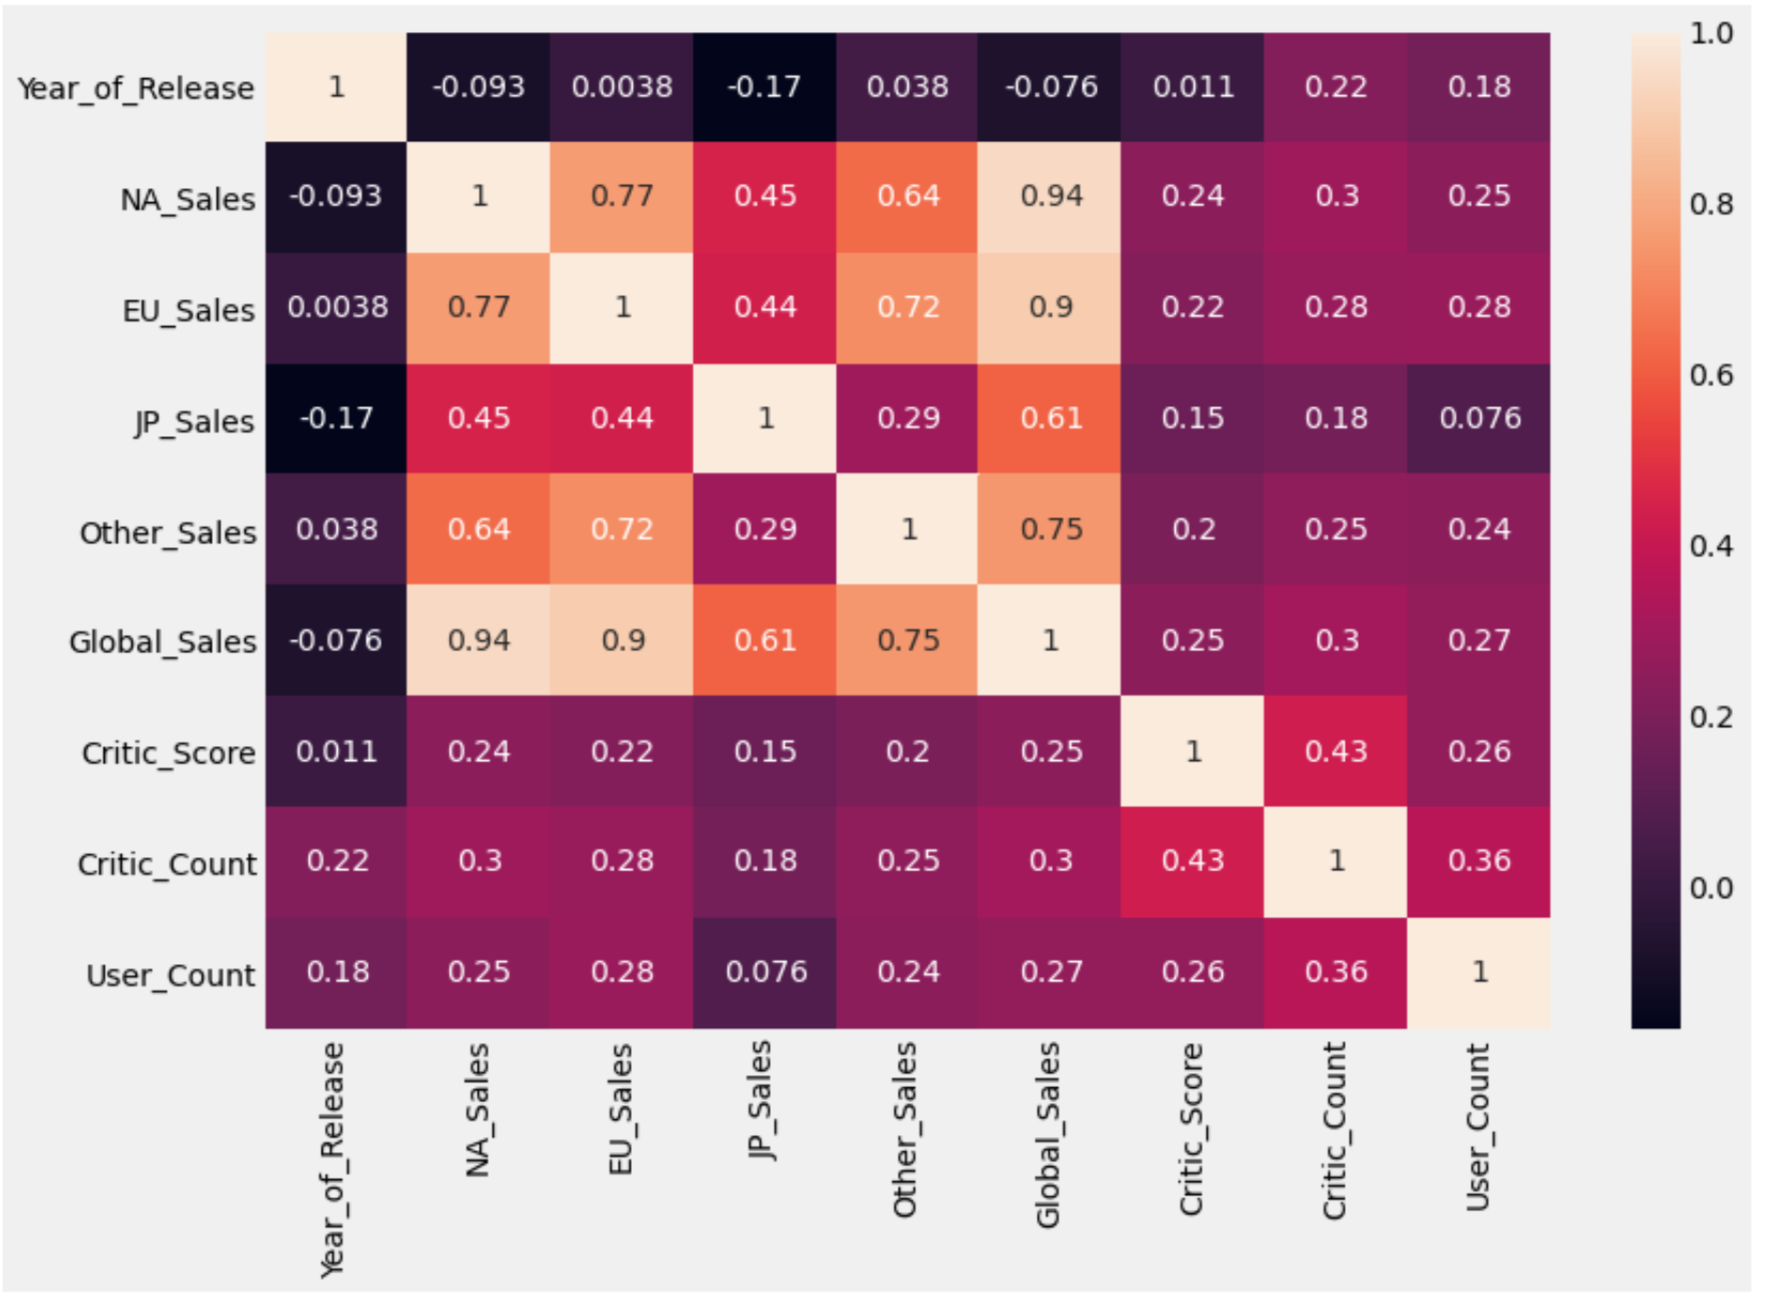 Year_of_Release 1 -0.093 0.0038 -0.17 0.038 -0.076 0.011 0.22 0.18
NA_Sales -0.093 1 0.77 0.45 0.64 0.94 0.24 0.3 0.25
EU_Sales 0.0038 0.77 1 0.44 0.72 0.9 0.22 0.28 0.28
JP_Sales -0.17 0.45 0.44 1 0.29 0.61 0.15 0.18 0.076
Other_Sales 0.038 0.64 0.72 0.29 1 0.75 0.2 0.25 0.24
Global_Sales -0.076 0.94 0.9 0.61 0.75 1 0.25 0.3 0.27
Critic_Score 0.011 0.24 0.22 0.15 0.2 0.25 1 0.43 0.26
Critic_Count 0.22 0.3 0.28 0.18 0.25 0.3 0.43 1 0.36
User_Count 0.18 0.25 0.28 0.076 0.24 0.27 0.26 0.36 1
Year_of_Release
NA_Sales
EU_Sales
JP_Sales
Other_Sales
Global_Sales
Critic_Score
Critic_Count
User_Count
1.0
0.8
0.6
0.4
0.2
0.0